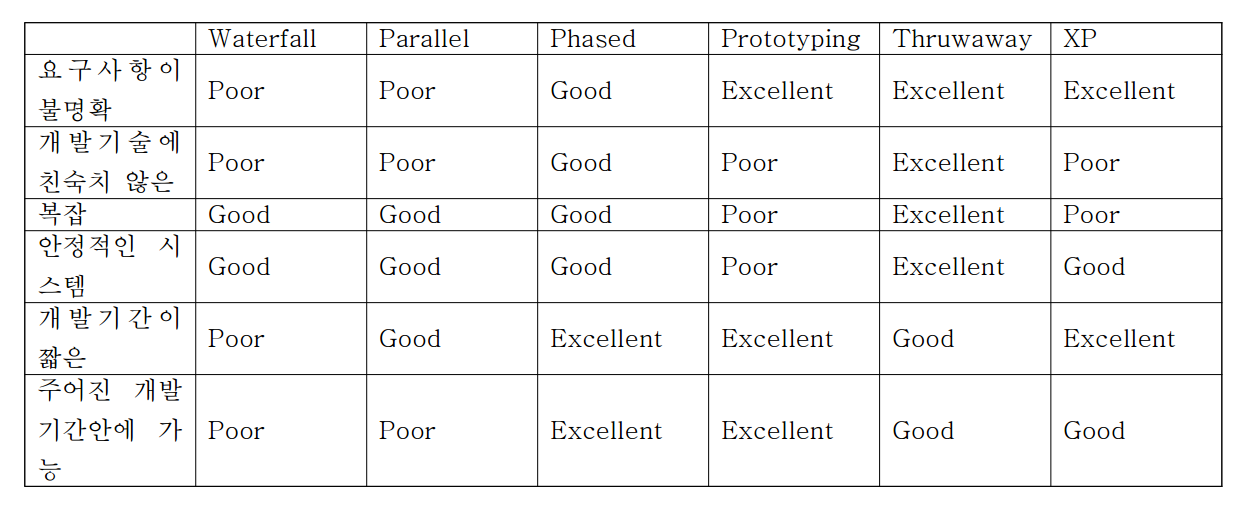 Waterfall Parallel Phased Prototyping Thruwaway XP
요구사항이
불명확
Poor Poor Good Excellent Excellent Excellent
개발기술에
친숙치 않은
Poor Poor Good Poor Excellent Poor
복잡 Good Good Good Poor Excellent Poor
안정적인 시
스템
Good Good Good Poor Excellent Good
개발기간이
짧은
Poor Good Excellent Excellent Good Excellent
주어진 개발
기간안에 가
능
Poor Poor Excellent Excellent Good Good